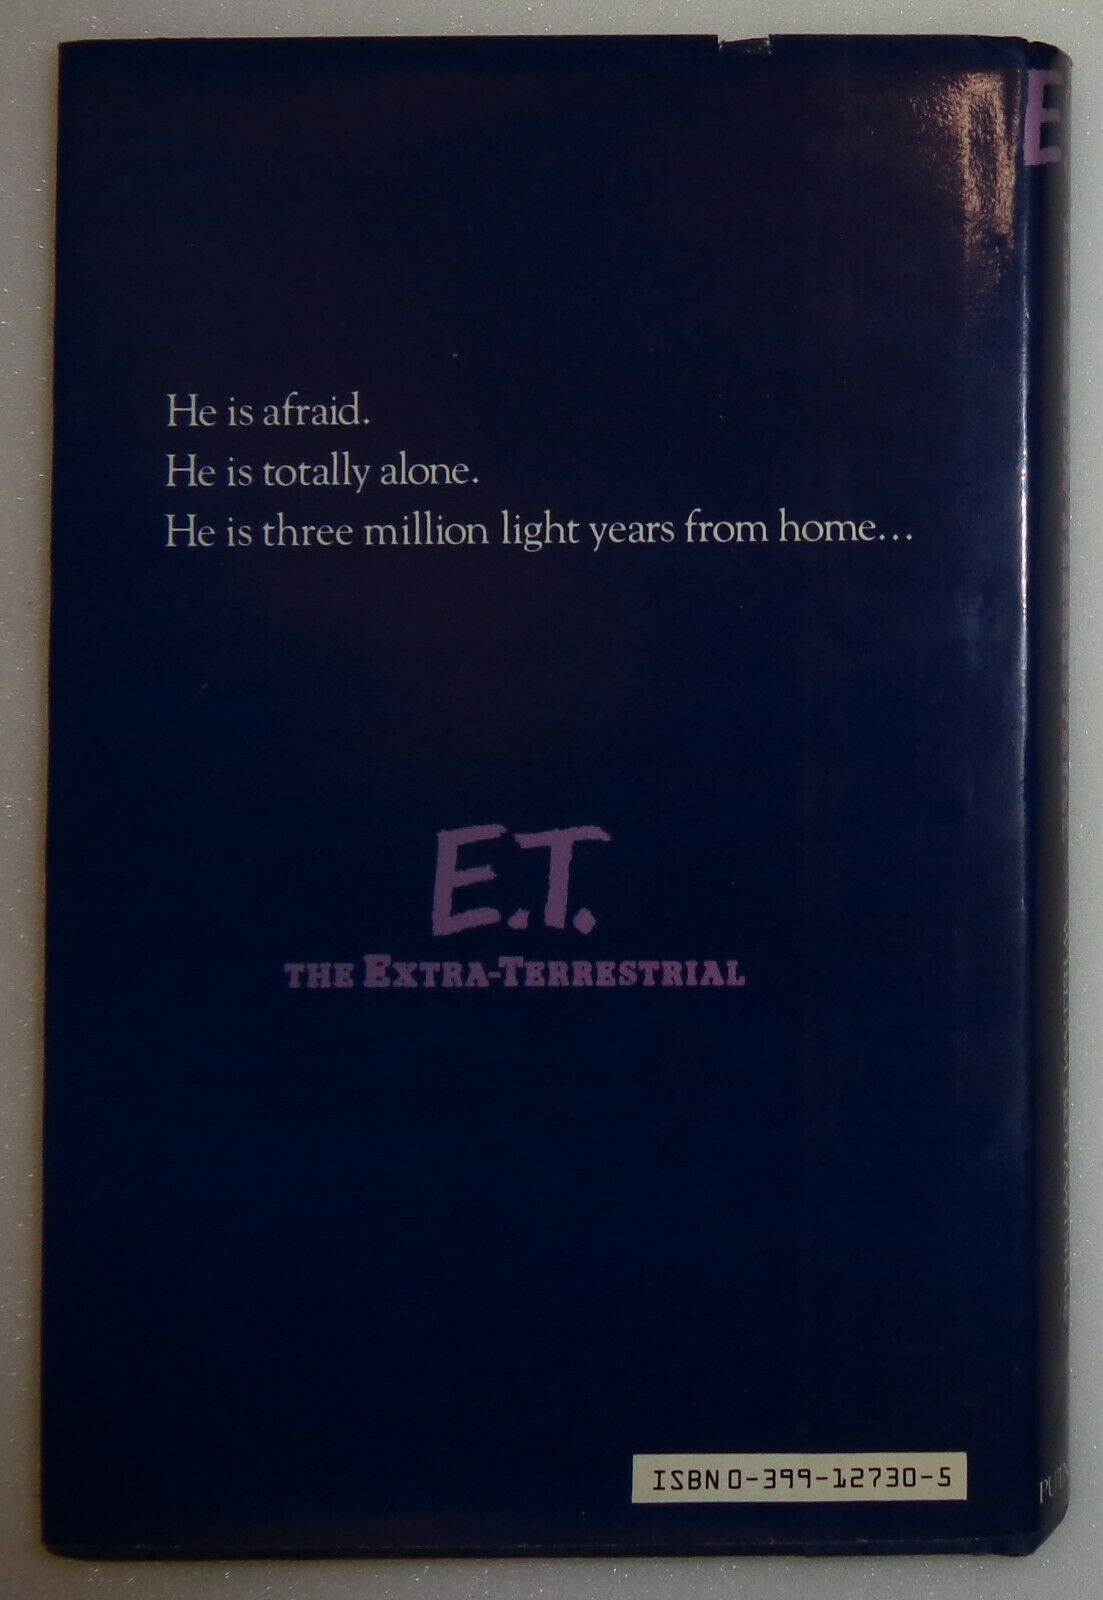 He is afraid.
He is totally alone.
He is three million light years from home...
E.T.
THE EXTRA-TERRESTRIAL
ISBN 0-399-12730-5
E